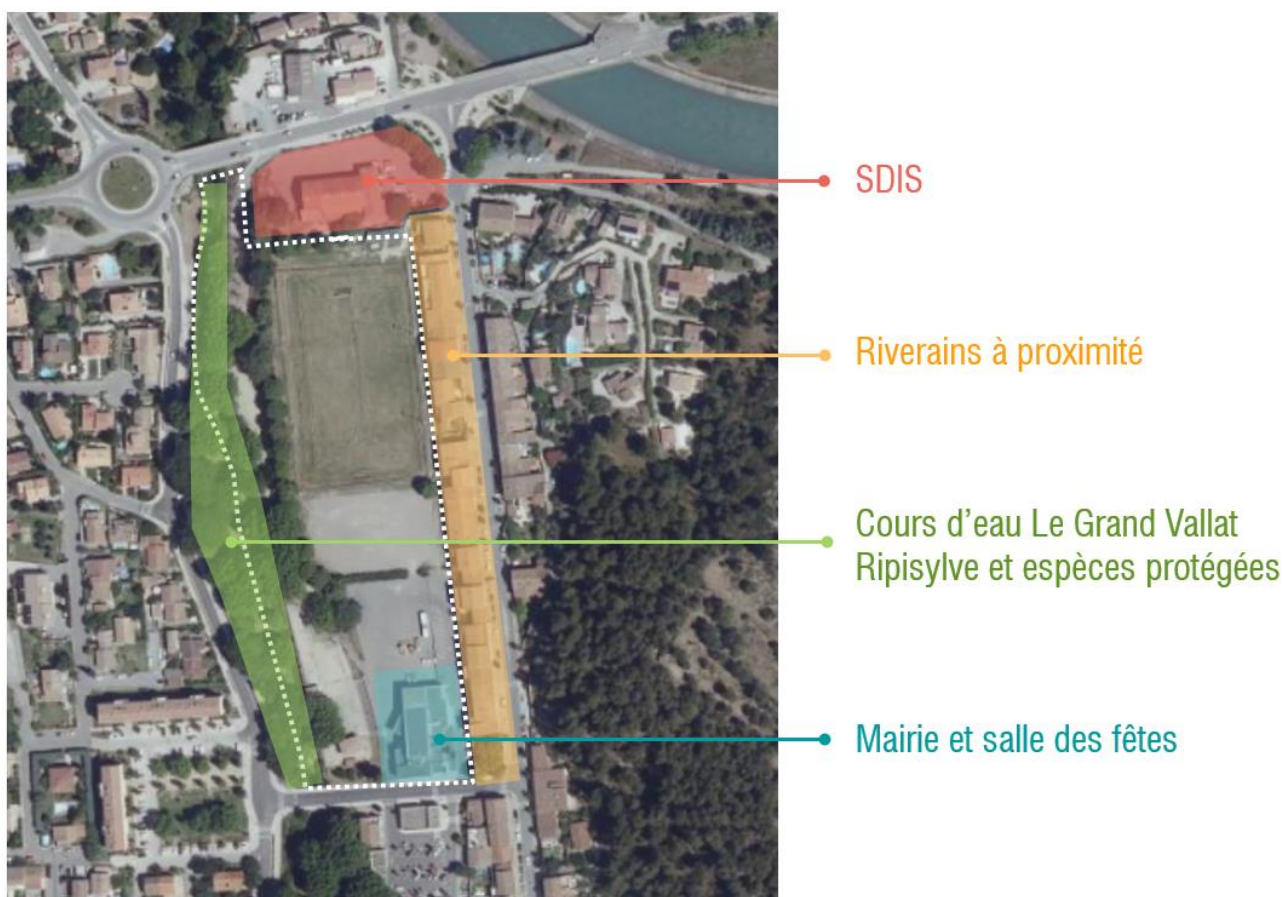 SDIS
Riverains à proximité
Cours d'eau Le Grand Vallat
Ripisylve et espèces protégées
Mairie et salle des fêtes